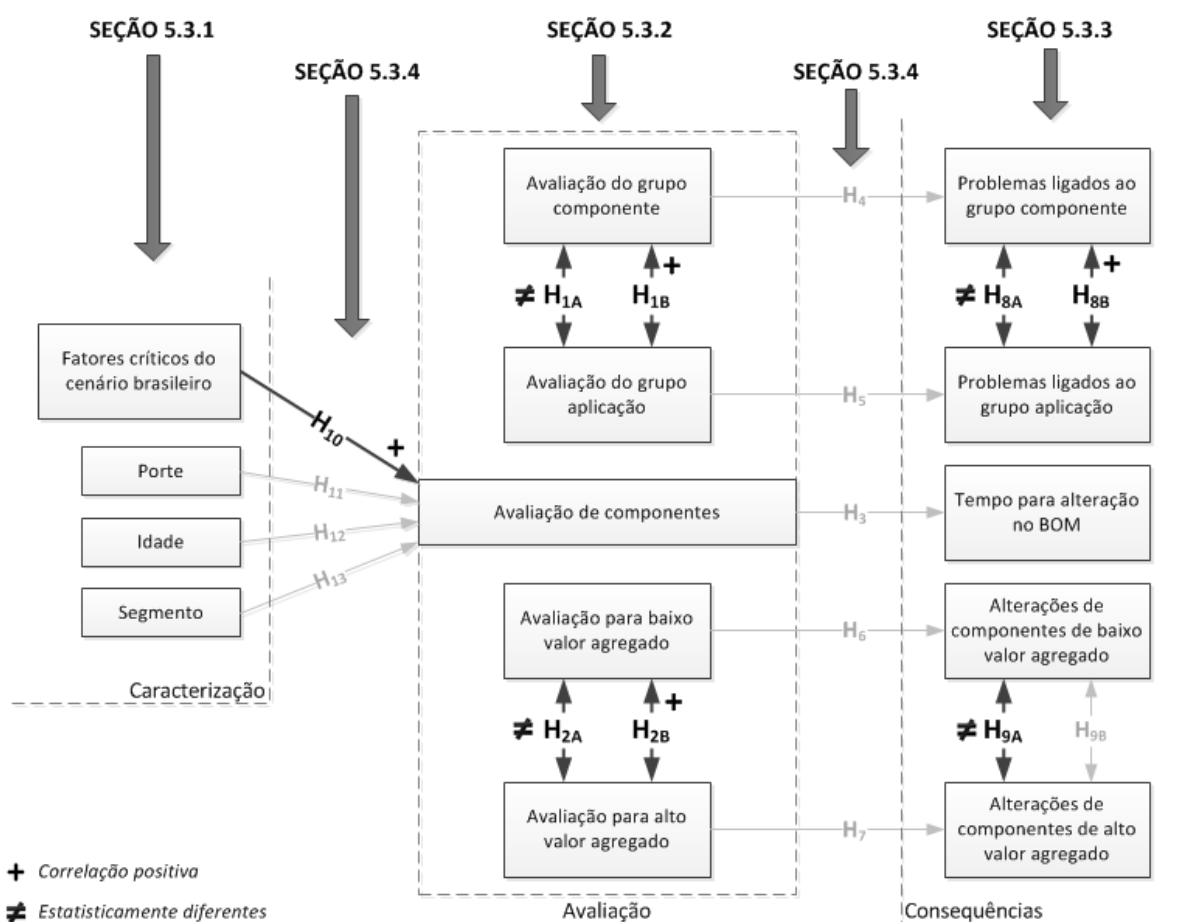 SEÇÃO 5.3.1
SEÇÃO 5.3.4
SEÇÃO 5.3.2
SEÇÃO 5.3.4
SEÇÃO 5.3.3
Fatores críticos do
cenário brasileiro
Porte
Idade
Segmento
Caracterização
H10
+
H11
H12
H13
Avaliação do grupo
componente
≠ H1A
H1B
+
Avaliação do grupo
aplicação
Avaliação de componentes
Avaliação para baixo
valor agregado
≠ H2A
H2B
+
Avaliação para alto
valor agregado
Avaliação
H4
H5
H3
H6
H7
Problemas ligados ao
grupo componente
≠ H8A
H8B
+
Problemas ligados ao
grupo aplicação
Tempo para alteração
no BOM
Alterações de
componentes de baixo
valor agregado
≠ H9A
H9B
Alterações de
componentes de alto
valor agregado
Consequências
+ Correlação positiva
≠ Estatisticamente diferentes